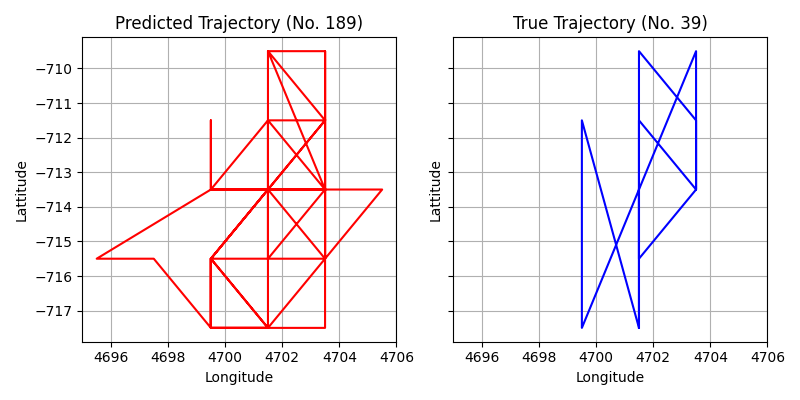 Predicted Trajectory (No. 189)
True Trajectory (No. 39)
Lattitude
−710
−711
−712
−713
−714
−715
−716
−717
4696 4698 4700 4702 4704 4706
Longitude
Lattitude
4696 4698 4700 4702 4704 4706
Longitude